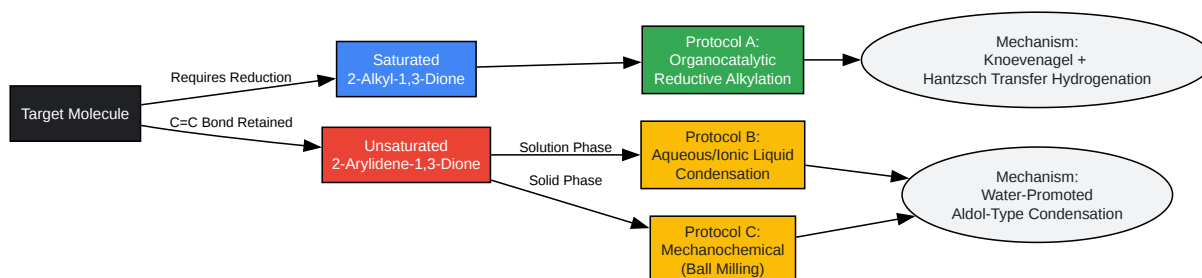 Target Molecule
Requires Reduction
C=C Bond Retained
Saturated
2-Alkyl-1,3-Dione
Unsaturated
2-Arylidene-1,3-Dione
Solution Phase
Solid Phase
Protocol A:
Organocatalytic
Reductive Alkylation
Protocol B:
Aqueous/Ionic Liquid
Condensation
Protocol C:
Mechanochemical
(Ball Milling)
Mechanism:
Knoevenagel +
Hantzsch Transfer Hydrogenation
Mechanism:
Water-Promoted
Aldol-Type Condensation